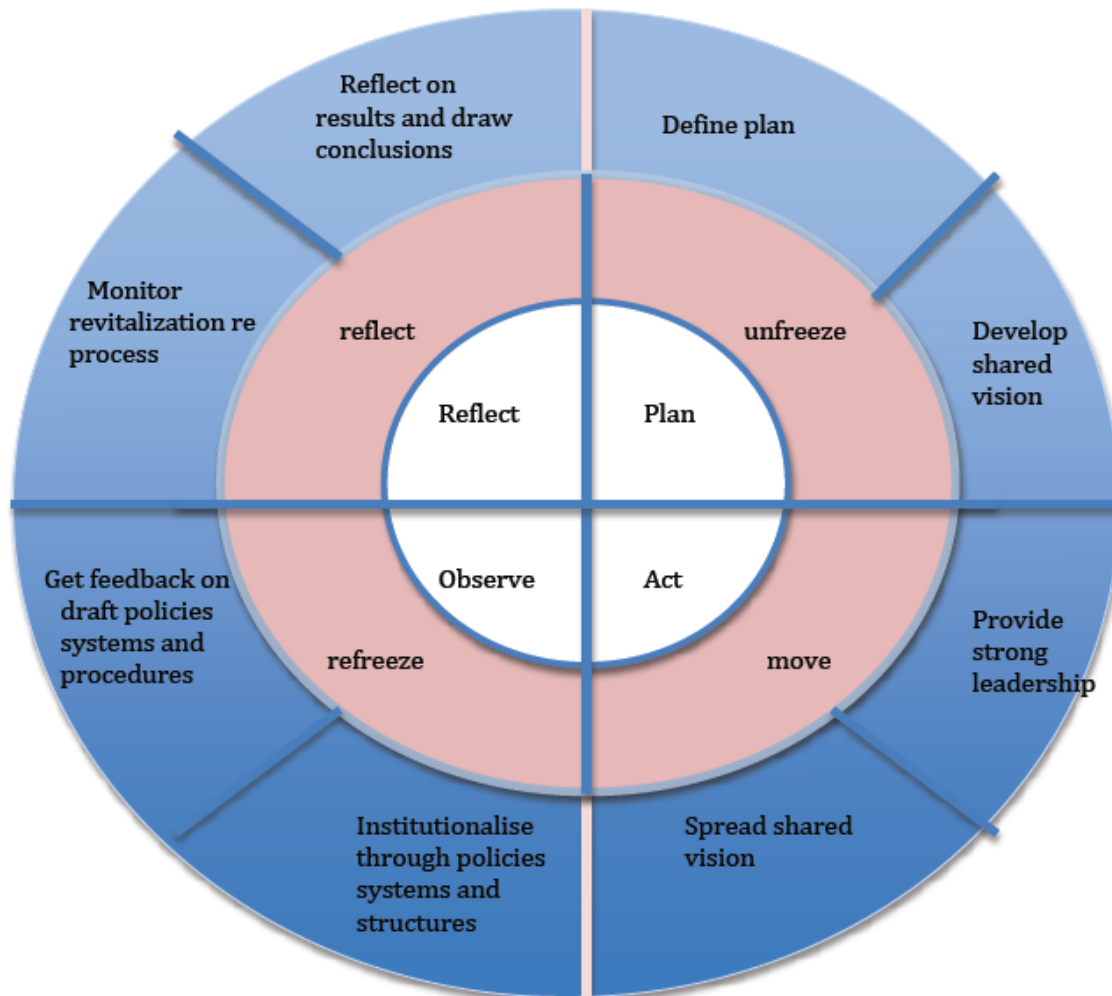 Reflect on
results and draw
conclusions
Define plan
Monitor
revitalization re
process
reflect
unfreeze
Develop
shared
vision
Reflect
Plan
Get feedback on
draft policies
systems and
procedures
Observe
Act
refreeze
move
Provide
strong
leadership
Institutionalise
through policies
systems and
structures
Spread shared
vision